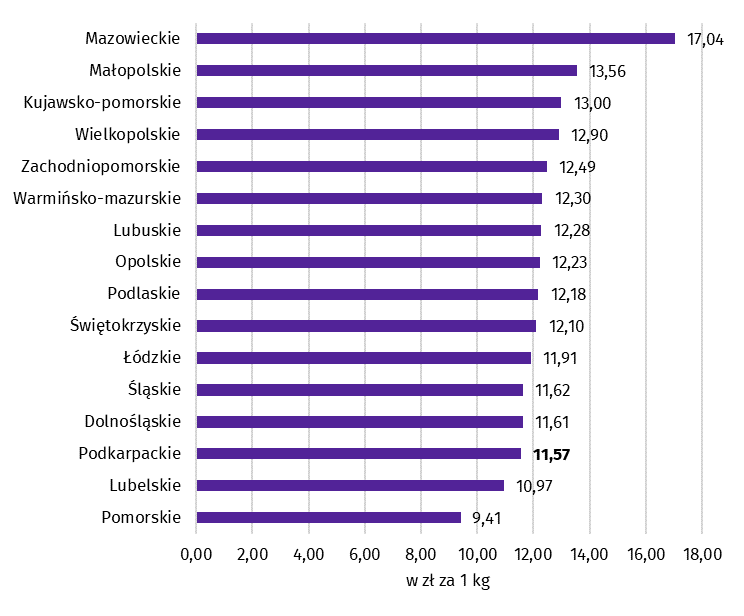 Mazowieckie 17,04
Małopolskie 13,56
Kujawsko-pomorskie 13,00
Wielkopolskie 12,90
Zachodniopomorskie 12,49
Warmińsko-mazurskie 12,30
Lubuskie 12,28
Opolskie 12,23
Podlaskie 12,18
Świętokrzyskie 12,10
Łódzkie 11,91
Śląskie 11,62
Dolnośląskie 11,61
Podkarpackie 11,57
Lubelskie 10,97
Pomorskie 9,41
0,00 2,00 4,00 6,00 8,00 10,00 12,00 14,00 16,00 18,00
w zł za 1 kg